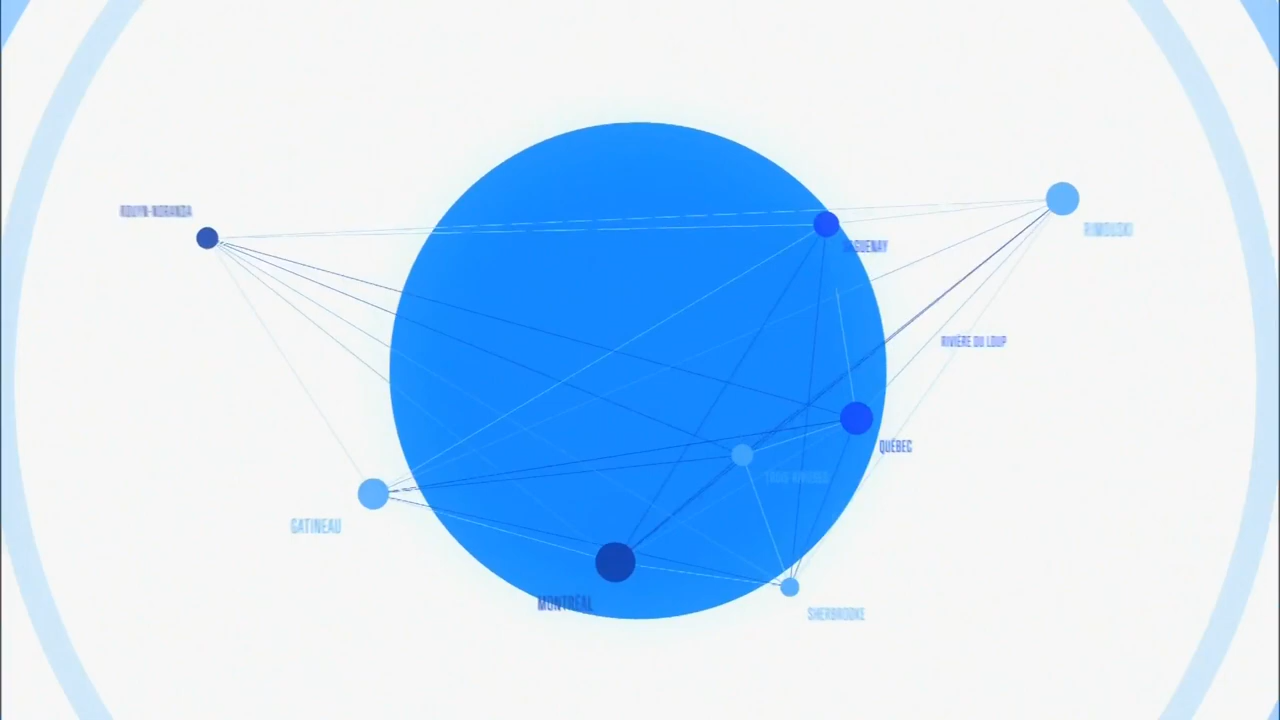 ROUYN-NORANDA
RIMOUSKI
SAGUENAY
RIVIÈRE DU LOUP
QUÉBEC
TROIS-RIVIÈRES
GATINEAU
MONTRÉAL
SHERBROOKE